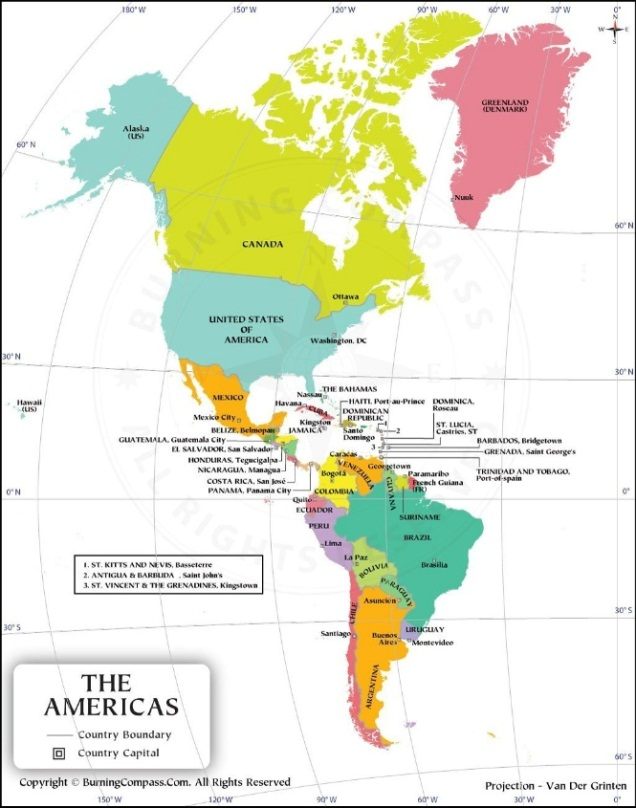 180° W
150° W
120° W
90° W
60° W
30° W
0°
N
W
E
S
GREENLAND
(DENMARK)
Alaska
(US)
60° N
Nuuk
60° N
CANADA
BURNING COMPASS
Ottawa
UNITED STATES
OF
AMERICA
Washington, DC
30° N
30° N
THE BAHAMAS
Nassau
MEXICO
Hawaii
(US)
Havana
CUBA
HAITI, Port-au-Prince
DOMINICAN
REPUBLIC
DOMINICA,
Roseau
Mexico City
Kingston
JAMAICA
Santo
Domingo
1
2
3
ST. LUCIA,
Castries, ST
BELIZE, Belmopan
GUATEMALA, Guatemala City
EL SALVADOR, San Salvador
HONDURAS, Tegucigalpa
NICARAGUA, Managua
COSTA RICA, San José
PANAMA, Panama City
BARBADOS, Bridgetown
GRENADA, Saint George's
TRINIDAD AND TOBAGO,
Port-of-spain
Caracas
VENEZUELA
Georgetown
Paramaribo
French Guiana
(FR)
GUYANA
SURINAME
Bogotá
COLOMBIA
0° N
0°
Quito
ECUADOR
PERU
BRAZIL
RIGHTS
Lima
Brasília
La Paz
BOLIVIA
PARAGUAY
Asuncion
1. ST. KITTS AND NEVIS, Basseterre
2. ANTIGUA & BARBUDA , Saint John's
3. ST. VINCENT & THE GRENADINES, Kingstown
CHILE
Santiago
Buenos
Aires
URUGUAY
Montevideo
ARGENTINA
30° S
30° S
THE
AMERICAS
Country Boundary
Country Capital
60° S
Copyright © BurningCompass.Com. All Rights Reserved
Projection - Van Der Grinten
150° W
120° W
90° W
60° W
30° W
0°